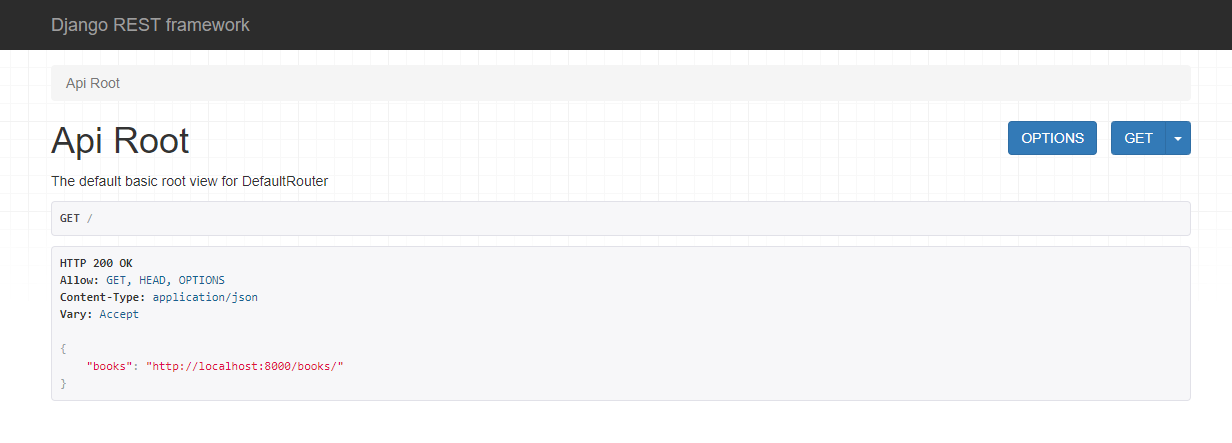 Django REST framework
Api Root
Api Root
OPTIONS
GET
The default basic root view for DefaultRouter
GET /
HTTP 200 OK
Allow: GET, HEAD, OPTIONS
Content-Type: application/json
Vary: Accept
{
    "books": "http://localhost:8000/books/"
}